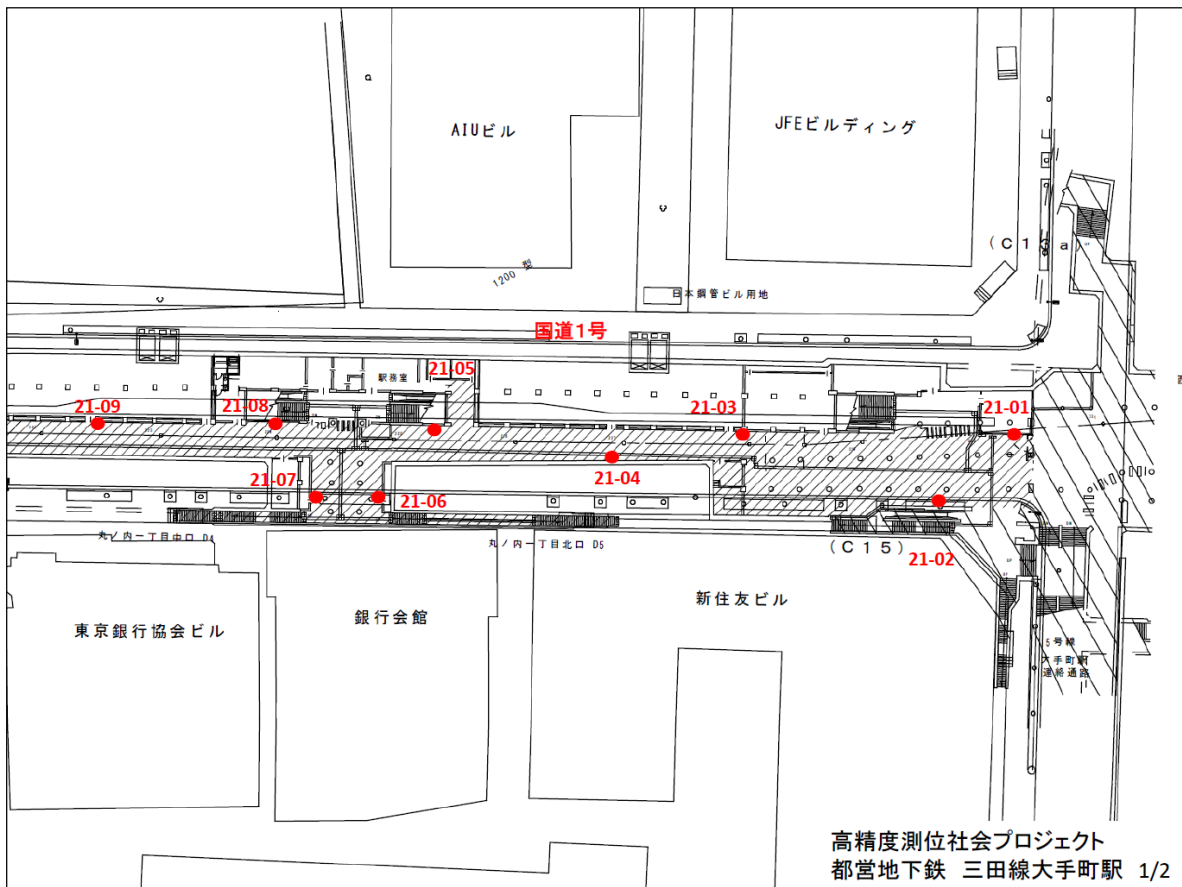 AIUビル
JFEビルディング
(C13a)
1200 型
日本鋼管ビル用地
国道1号
駅務室
21-05
21-09
21-08
21-03
21-01
21-04
21-07
21-06
丸ノ内一丁目中口 D4
丸ノ内一丁目北口 D5
(C15)
21-02
東京銀行協会ビル
銀行会館
新住友ビル
5号線
大手町駅
連絡通路
高精度測位社会プロジェクト
都営地下鉄 三田線大手町駅 1/2